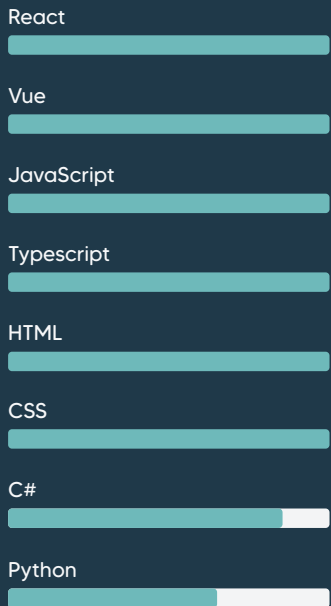 React
Vue
JavaScript
Typescript
HTML
CSS
C#
Python